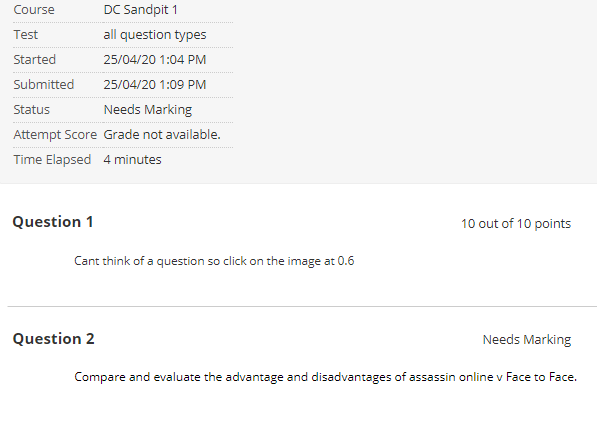 Course DC Sandpit 1
Test all question types
Started 25/04/20 1:04 PM
Submitted 25/04/20 1:09 PM
Status Needs Marking
Attempt Score Grade not available.
Time Elapsed 4 minutes
Question 1 10 out of 10 points
Cant think of a question so click on the image at 0.6
Question 2 Needs Marking
Compare and evaluate the advantage and disadvantages of assassin online v Face to Face.